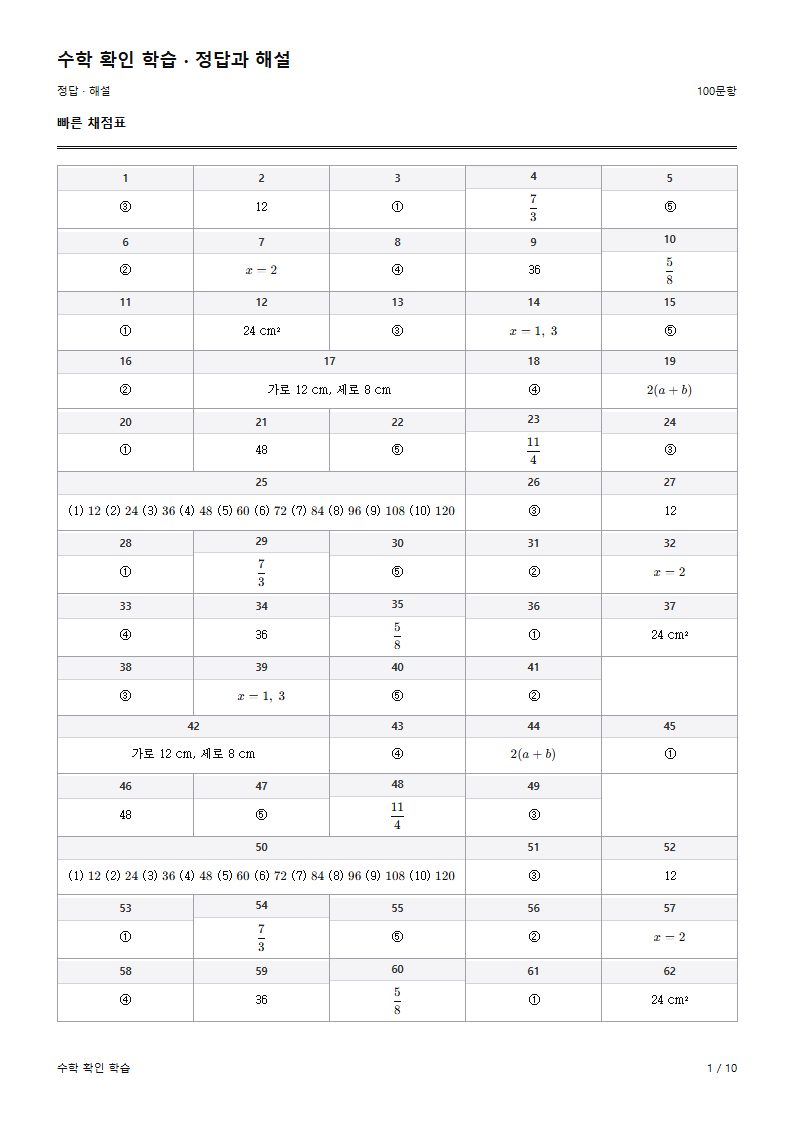 수학 확인 학습 · 정답과 해설
정답 · 해설 100문항
빠른 채점표
1 2 3 4 5
③ 12 ① 7/3 ⑤
6 7 8 9 10
② x = 2 ④ 36 5/8
11 12 13 14 15
① 24 cm² ③ x = 1, 3 ⑤
16 17 18 19
② 가로 12 cm, 세로 8 cm ④ 2(a + b)
20 21 22 23 24
① 48 ⑤ 11/4 ③
25 26 27
(1) 12 (2) 24 (3) 36 (4) 48 (5) 60 (6) 72 (7) 84 (8) 96 (9) 108 (10) 120 ③ 12
28 29 30 31 32
① 7/3 ⑤ ② x = 2
33 34 35 36 37
④ 36 5/8 ① 24 cm²
38 39 40 41
③ x = 1, 3 ⑤ ②
42 43 44 45
가로 12 cm, 세로 8 cm ④ 2(a + b) ①
46 47 48 49
48 ⑤ 11/4 ③
50 51 52
(1) 12 (2) 24 (3) 36 (4) 48 (5) 60 (6) 72 (7) 84 (8) 96 (9) 108 (10) 120 ③ 12
53 54 55 56 57
① 7/3 ⑤ ② x = 2
58 59 60 61 62
④ 36 5/8 ① 24 cm²
수학 확인 학습 1 / 10